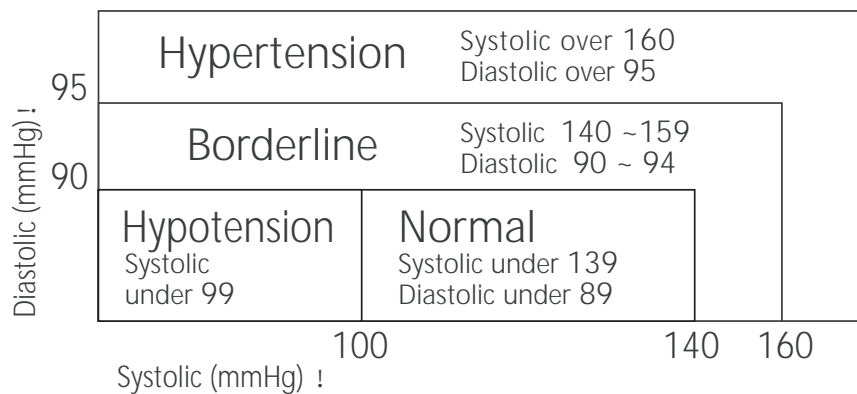 Hypertension
Systolic over 160
Diastolic over 95
95
Borderline
Systolic 140 ~159
Diastolic 90 ~ 94
90
Hypotension
Systolic
under 99
Normal
Systolic under 139
Diastolic under 89
Diastolic (mmHg) !
100
140
160
Systolic (mmHg) !